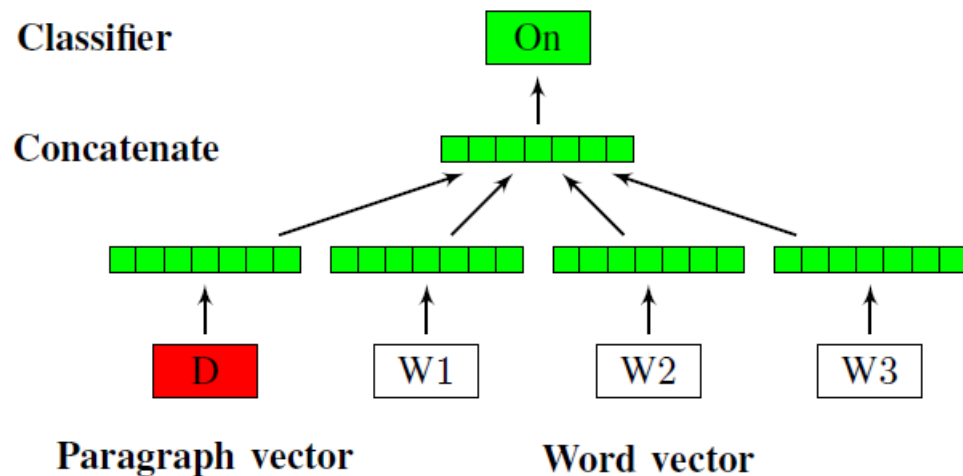 Classifier On
Concatenate
D W1 W2 W3
Paragraph vector Word vector